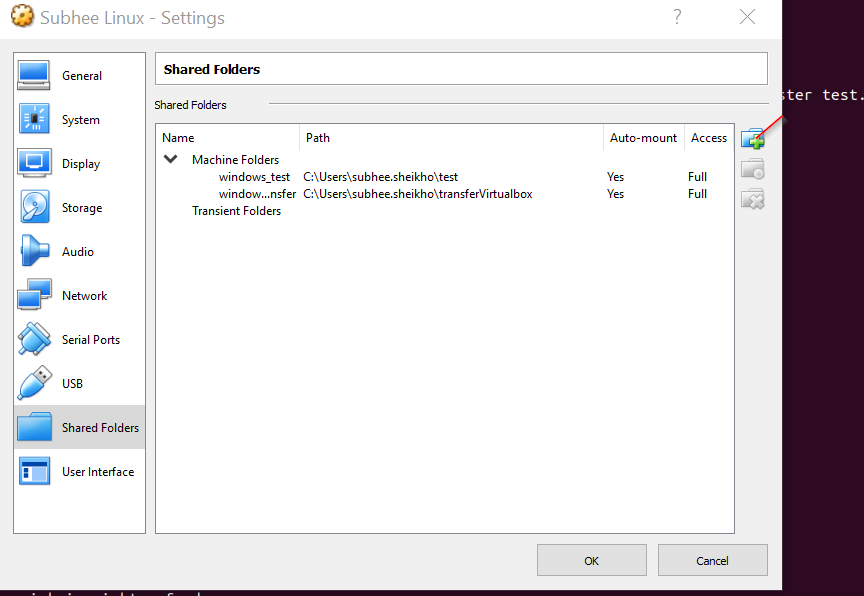 Subhee Linux - Settings
?
General
System
Display
Storage
Audio
Network
Serial Ports
USB
Shared Folders
User Interface
Shared Folders
Shared Folders
Name Path Auto-mount Access
Machine Folders
windows_test C:\Users\subhee.sheikho\test Yes Full
window...nsfer C:\Users\subhee.sheikho\transferVirtualbox Yes Full
Transient Folders
OK Cancel
test.